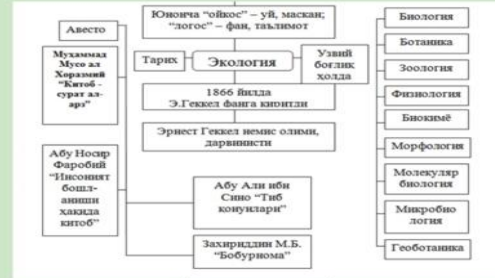 Юнонча “ойкос” – уй, маскан;
“логос” – фан, таълимот
Авесто
Муҳаммад
Мусо ал
Хоразмий
“Китоб -
сурат ал-
арз”
Тарих
Экология
Узвий
боғлиқ
ҳолда
1866 йилда
Э.Геккел фанга киритди
Эрнест Геккел немис олими,
дарвинисти
Абу Носир
Фаробий
“Инсоният
бошл-
аниши
ҳақида
китоб”
Абу Али ибн
Сино “Тиб
қонунлари”
Захириддин М.Б.
“Бобурнома”
Биология
Ботаника
Зоология
Физиология
Биокимё
Морфология
Молекуляр
биология
Микробио
логия
Геоботаника